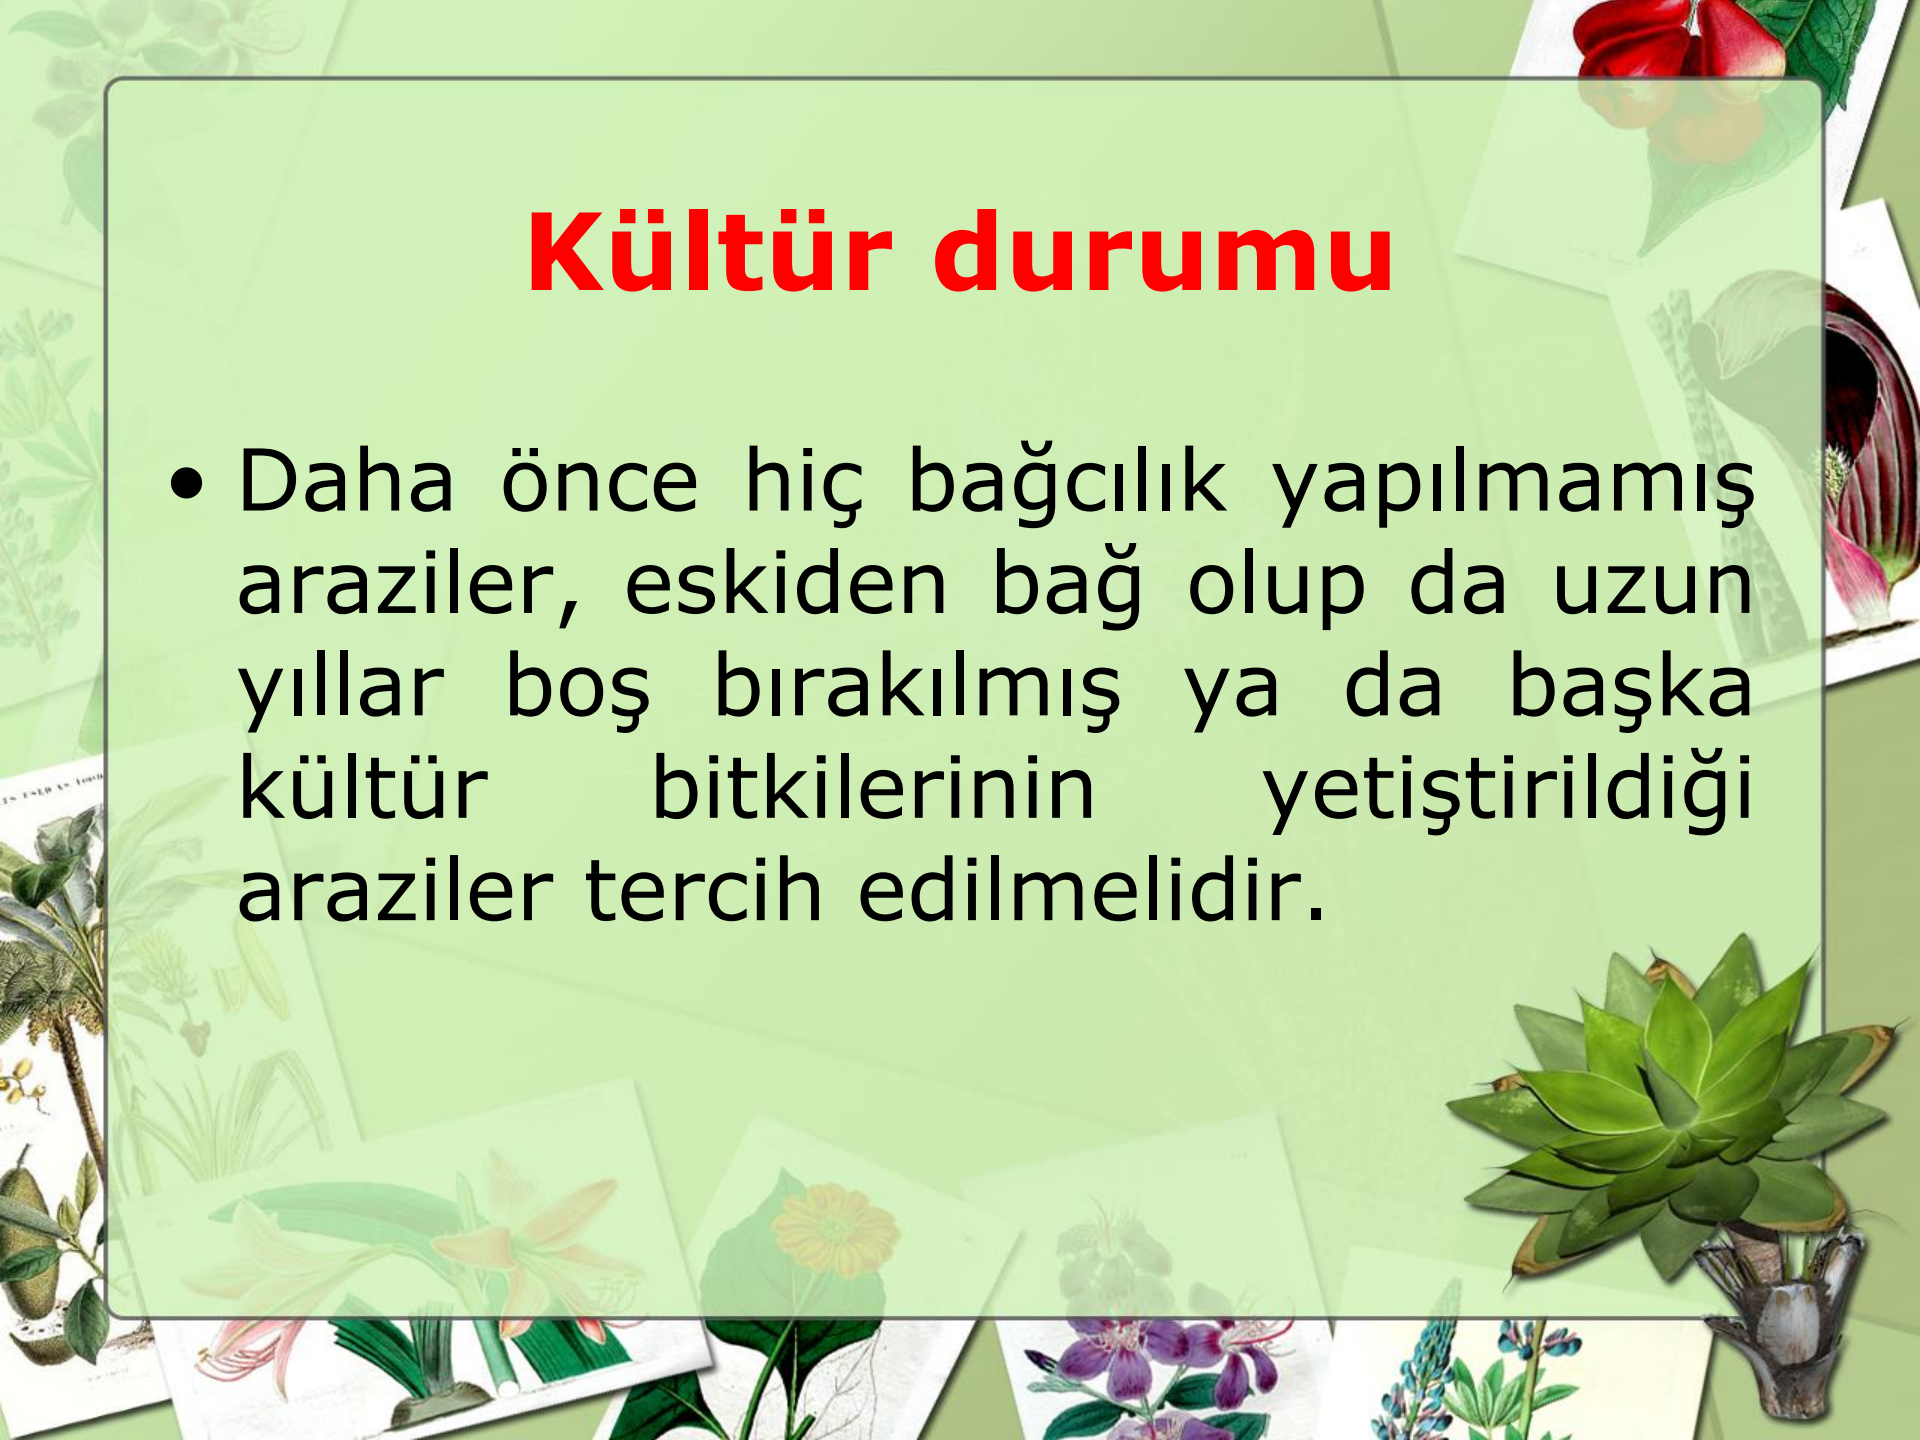 Kültür durumu
• Daha önce hiç bağcılık yapılmamış
araziler, eskiden bağ olup da uzun
yıllar boş bırakılmış ya da başka
kültür bitkilerinin yetiştirildiği
araziler tercih edilmelidir.